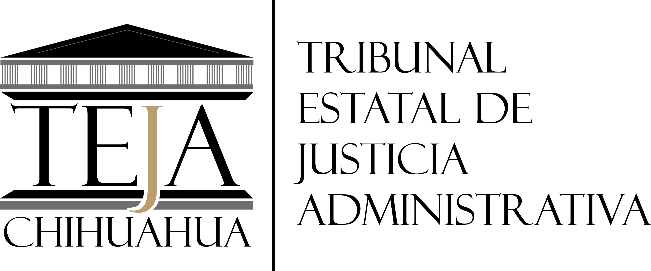 TEJA
CHIHUAHUA
TRIBUNAL
ESTATAL DE
JUSTICIA
ADMINISTRATIVA